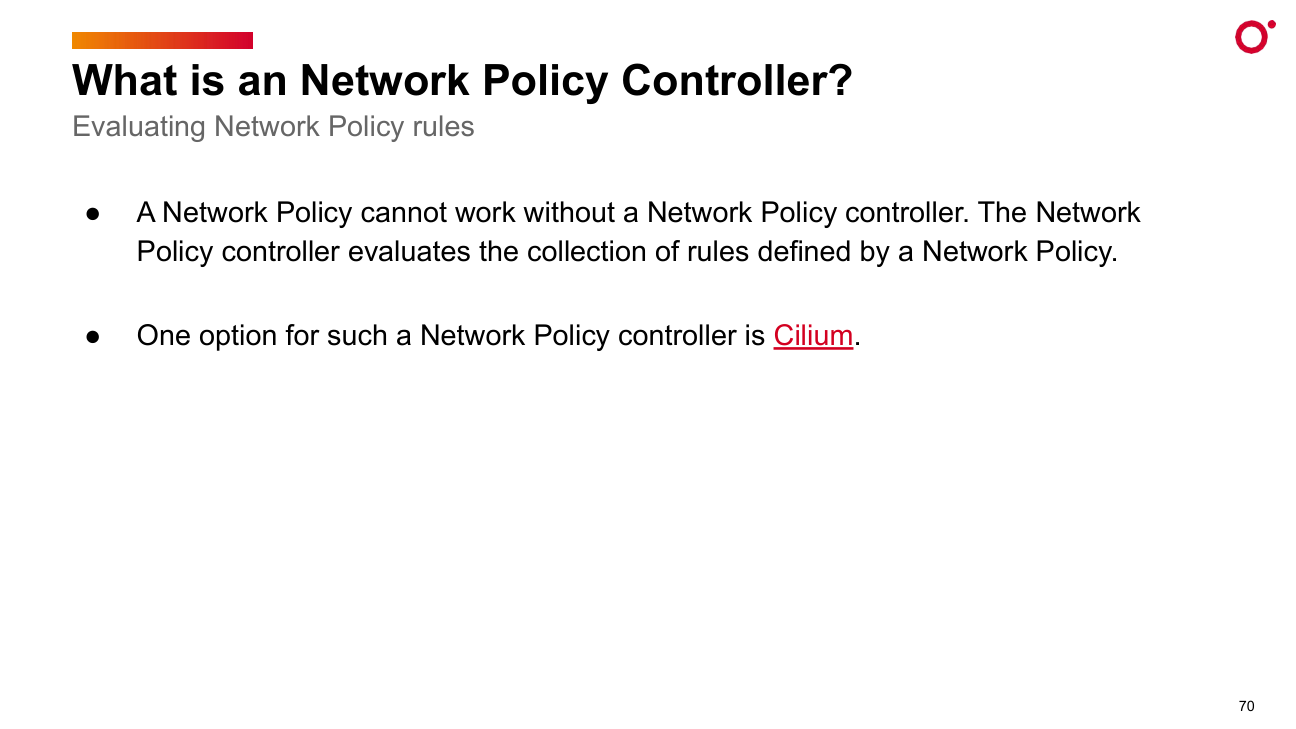 What is an Network Policy Controller?
Evaluating Network Policy rules
● A Network Policy cannot work without a Network Policy controller. The Network
Policy controller evaluates the collection of rules defined by a Network Policy.
● One option for such a Network Policy controller is Cilium.
70